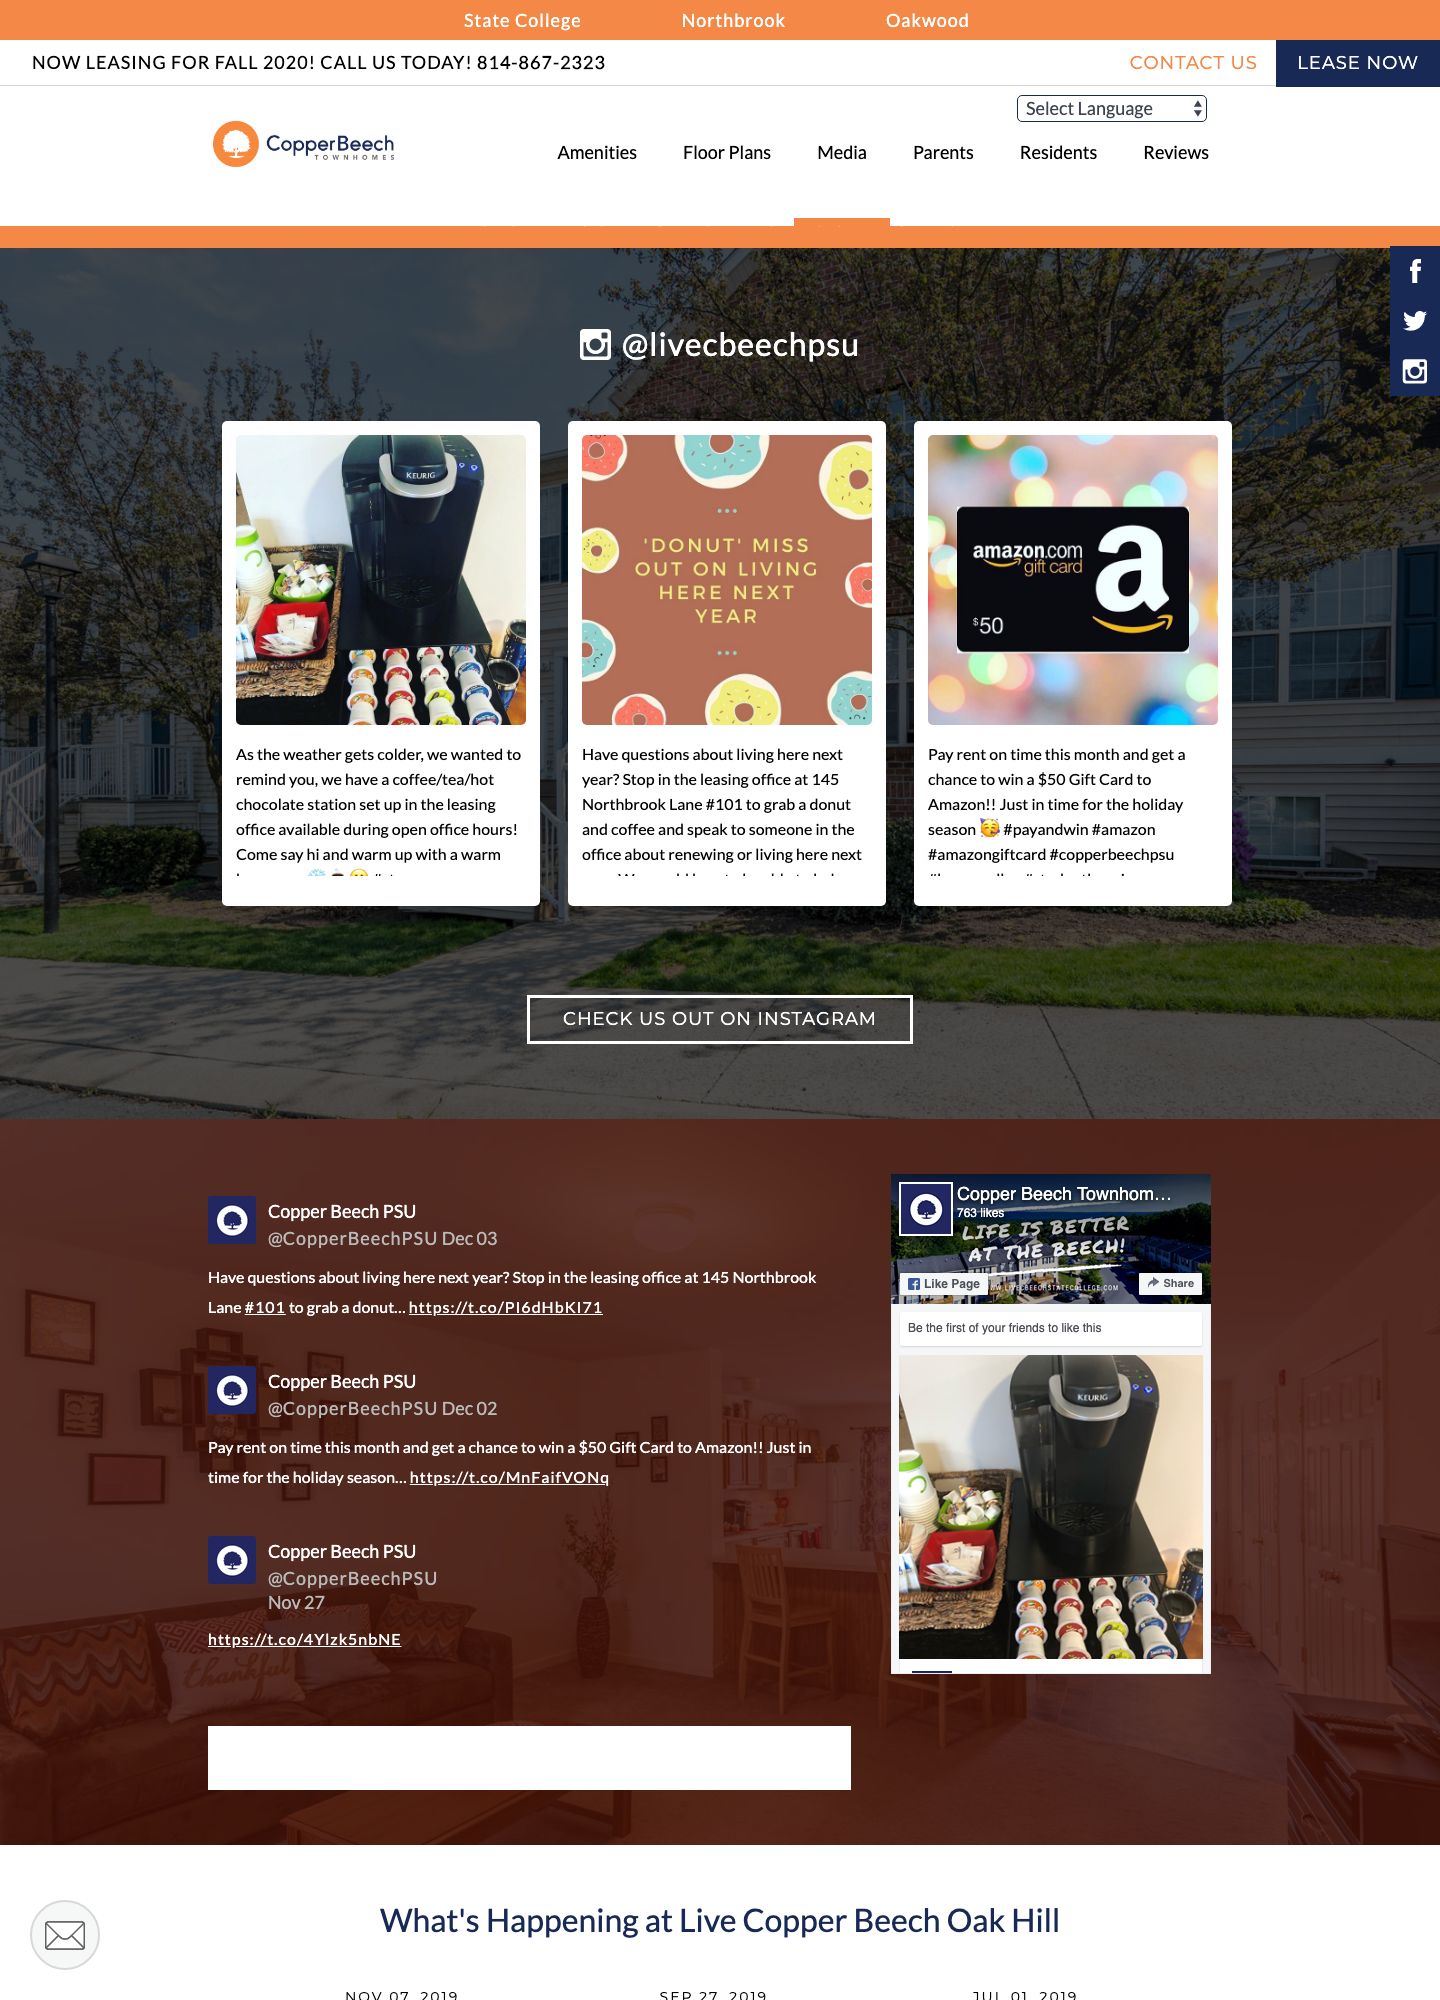 State College Northbrook Oakwood
NOW LEASING FOR FALL 2020! CALL US TODAY! 814-867-2323
CONTACT US
LEASE NOW
Select Language
CopperBeech
TOWNHOMES
Amenities Floor Plans Media Parents Residents Reviews
@livecbeechpsu
KEURIG
As the weather gets colder, we wanted to
remind you, we have a coffee/tea/hot
chocolate station set up in the leasing
office available during open office hours!
Come say hi and warm up with a warm
'DONUT' MISS
OUT ON LIVING
HERE NEXT
YEAR
Have questions about living here next
year? Stop in the leasing office at 145
Northbrook Lane #101 to grab a donut
and coffee and speak to someone in the
office about renewing or living here next
amazon.com
gift card
a
$50
Pay rent on time this month and get a
chance to win a $50 Gift Card to
Amazon!! Just in time for the holiday
season 🥳 #payandwin #amazon
#amazongiftcard #copperbeechpsu
CHECK US OUT ON INSTAGRAM
Copper Beech PSU
@CopperBeechPSU Dec 03
Have questions about living here next year? Stop in the leasing office at 145 Northbrook
Lane #101 to grab a donut... https://t.co/PI6dHbKI71
Copper Beech PSU
@CopperBeechPSU Dec 02
Pay rent on time this month and get a chance to win a $50 Gift Card to Amazon!! Just in
time for the holiday season... https://t.co/MnFaifVONq
Copper Beech PSU
@CopperBeechPSU
Nov 27
https://t.co/4Ylzk5nbNE
thankful
Copper Beech Townhom...
763 likes
LIFE IS BETTER
AT THE BEECH!
Like Page
WWW.LIVECBEECHSTATECOLLEGE.COM
Share
Be the first of your friends to like this
KEURIG
What's Happening at Live Copper Beech Oak Hill
NOV 07, 2019 SEP 27, 2019 JUL 01, 2019